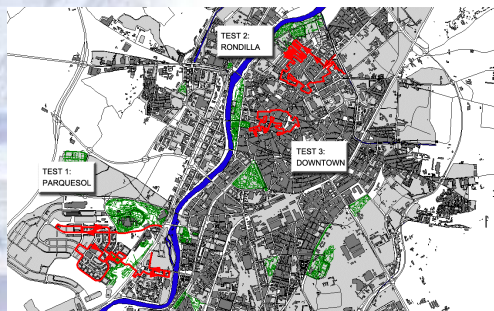 TEST 2:
RONDILLA
TEST 3:
DOWNTOWN
TEST 1:
PARQUESOL